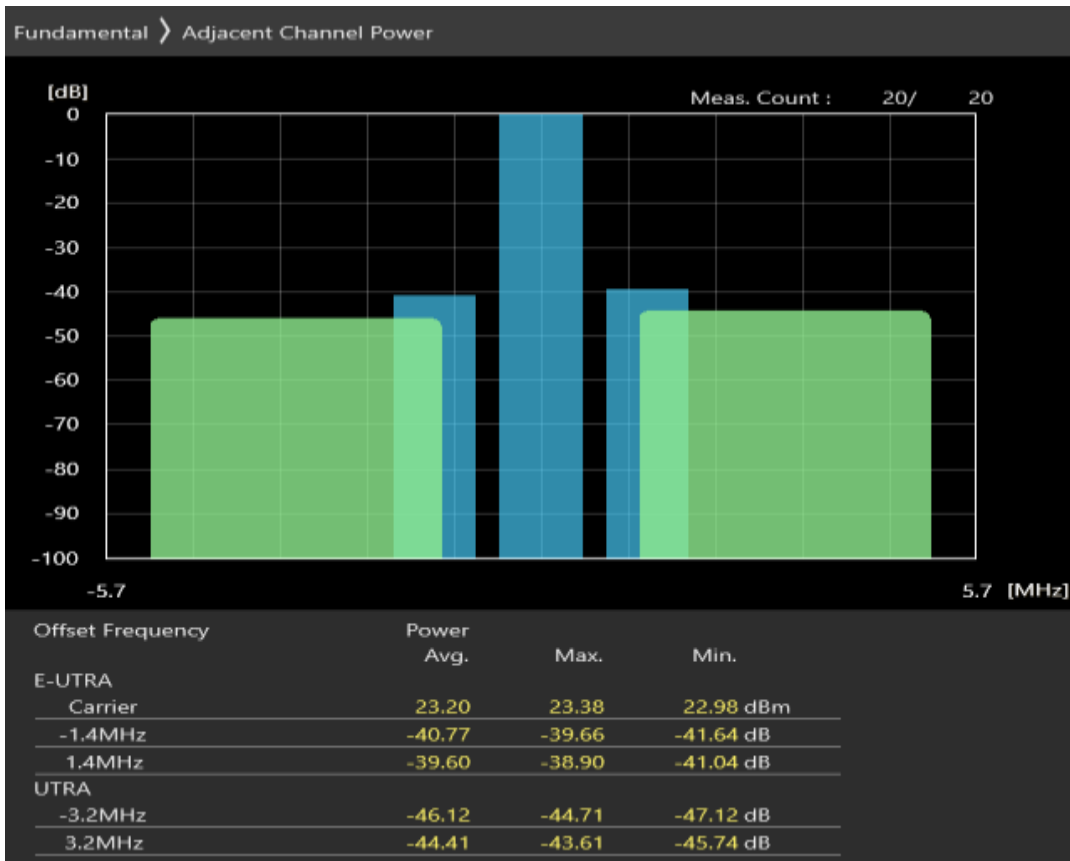 Fundamental 〉 Adjacent Channel Power
[dB]
Meas. Count : 20/ 20
0
-10
-20
-30
-40
-50
-60
-70
-80
-90
-100
-5.7 5.7 [MHz]
Offset Frequency Power
Avg. Max. Min.
E-UTRA
Carrier 23.20 23.38 22.98 dBm
-1.4MHz -40.77 -39.66 -41.64 dB
1.4MHz -39.60 -38.90 -41.04 dB
UTRA
-3.2MHz -46.12 -44.71 -47.12 dB
3.2MHz -44.41 -43.61 -45.74 dB